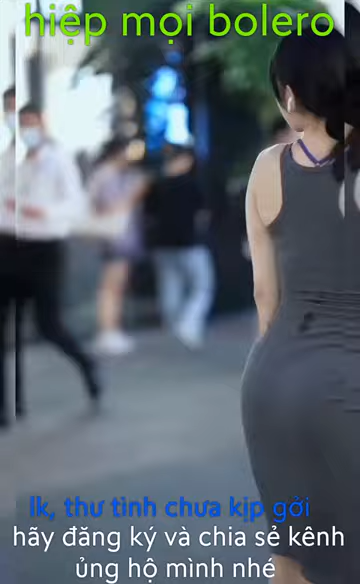 hiệp mọi bolero
lk, thư tình chưa kịp gởi
hãy đăng ký và chia sẻ kênh
ủng hộ mình nhé